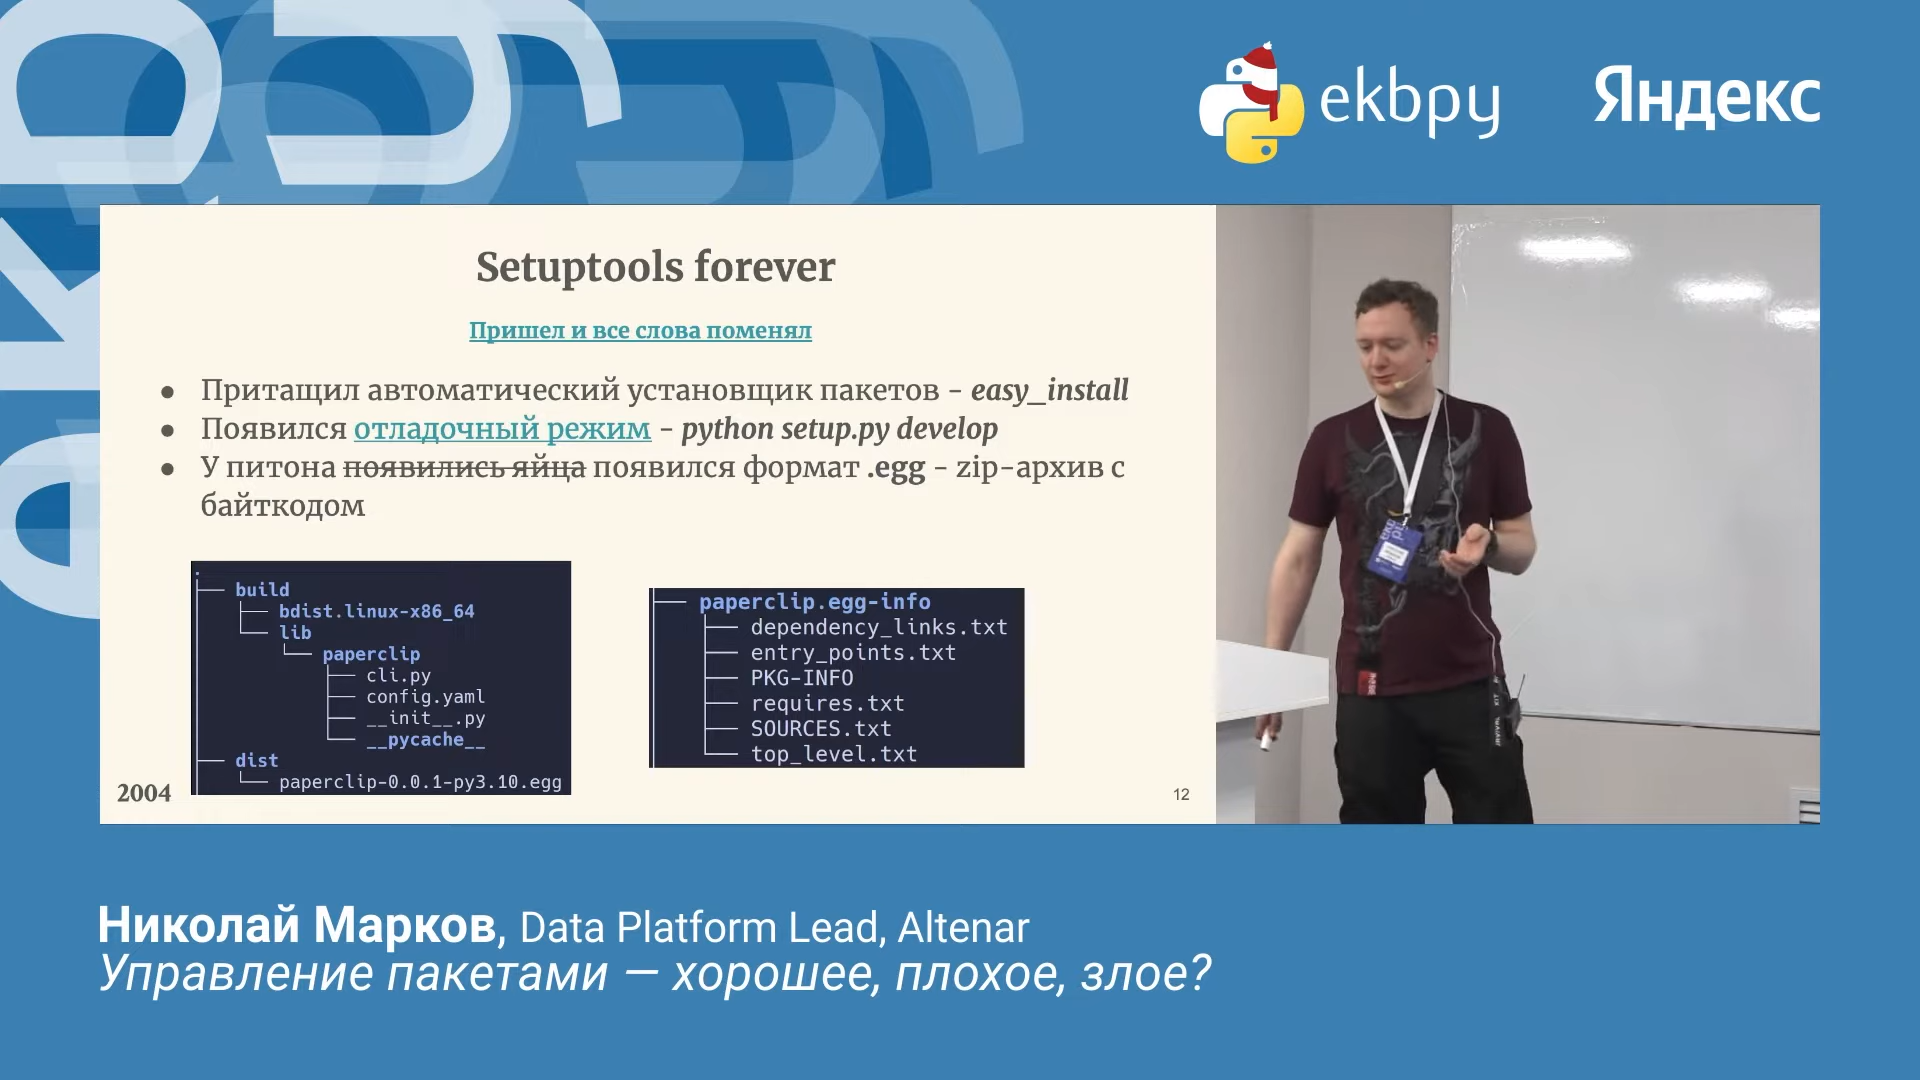 ekbpy
Яндекс
Setuptools forever
Пришел и все слова поменял
● Притащил автоматический установщик пакетов - easy_install
● Появился отладочный режим - python setup.py develop
● У питона появились яйца появился формат .egg - zip-архив с
байткодом
.
├── build
│   ├── bdist.linux-x86_64
│   └── lib
│       └── paperclip
│           ├── cli.py
│           ├── config.yaml
│           ├── __init__.py
│           └── __pycache__
├── dist
│   └── paperclip-0.0.1-py3.10.egg
├── paperclip.egg-info
│   ├── dependency_links.txt
│   ├── entry_points.txt
│   ├── PKG-INFO
│   ├── requires.txt
│   ├── SOURCES.txt
│   └── top_level.txt
2004
12
Николай Марков, Data Platform Lead, Altenar
Управление пакетами — хорошее, плохое, злое?